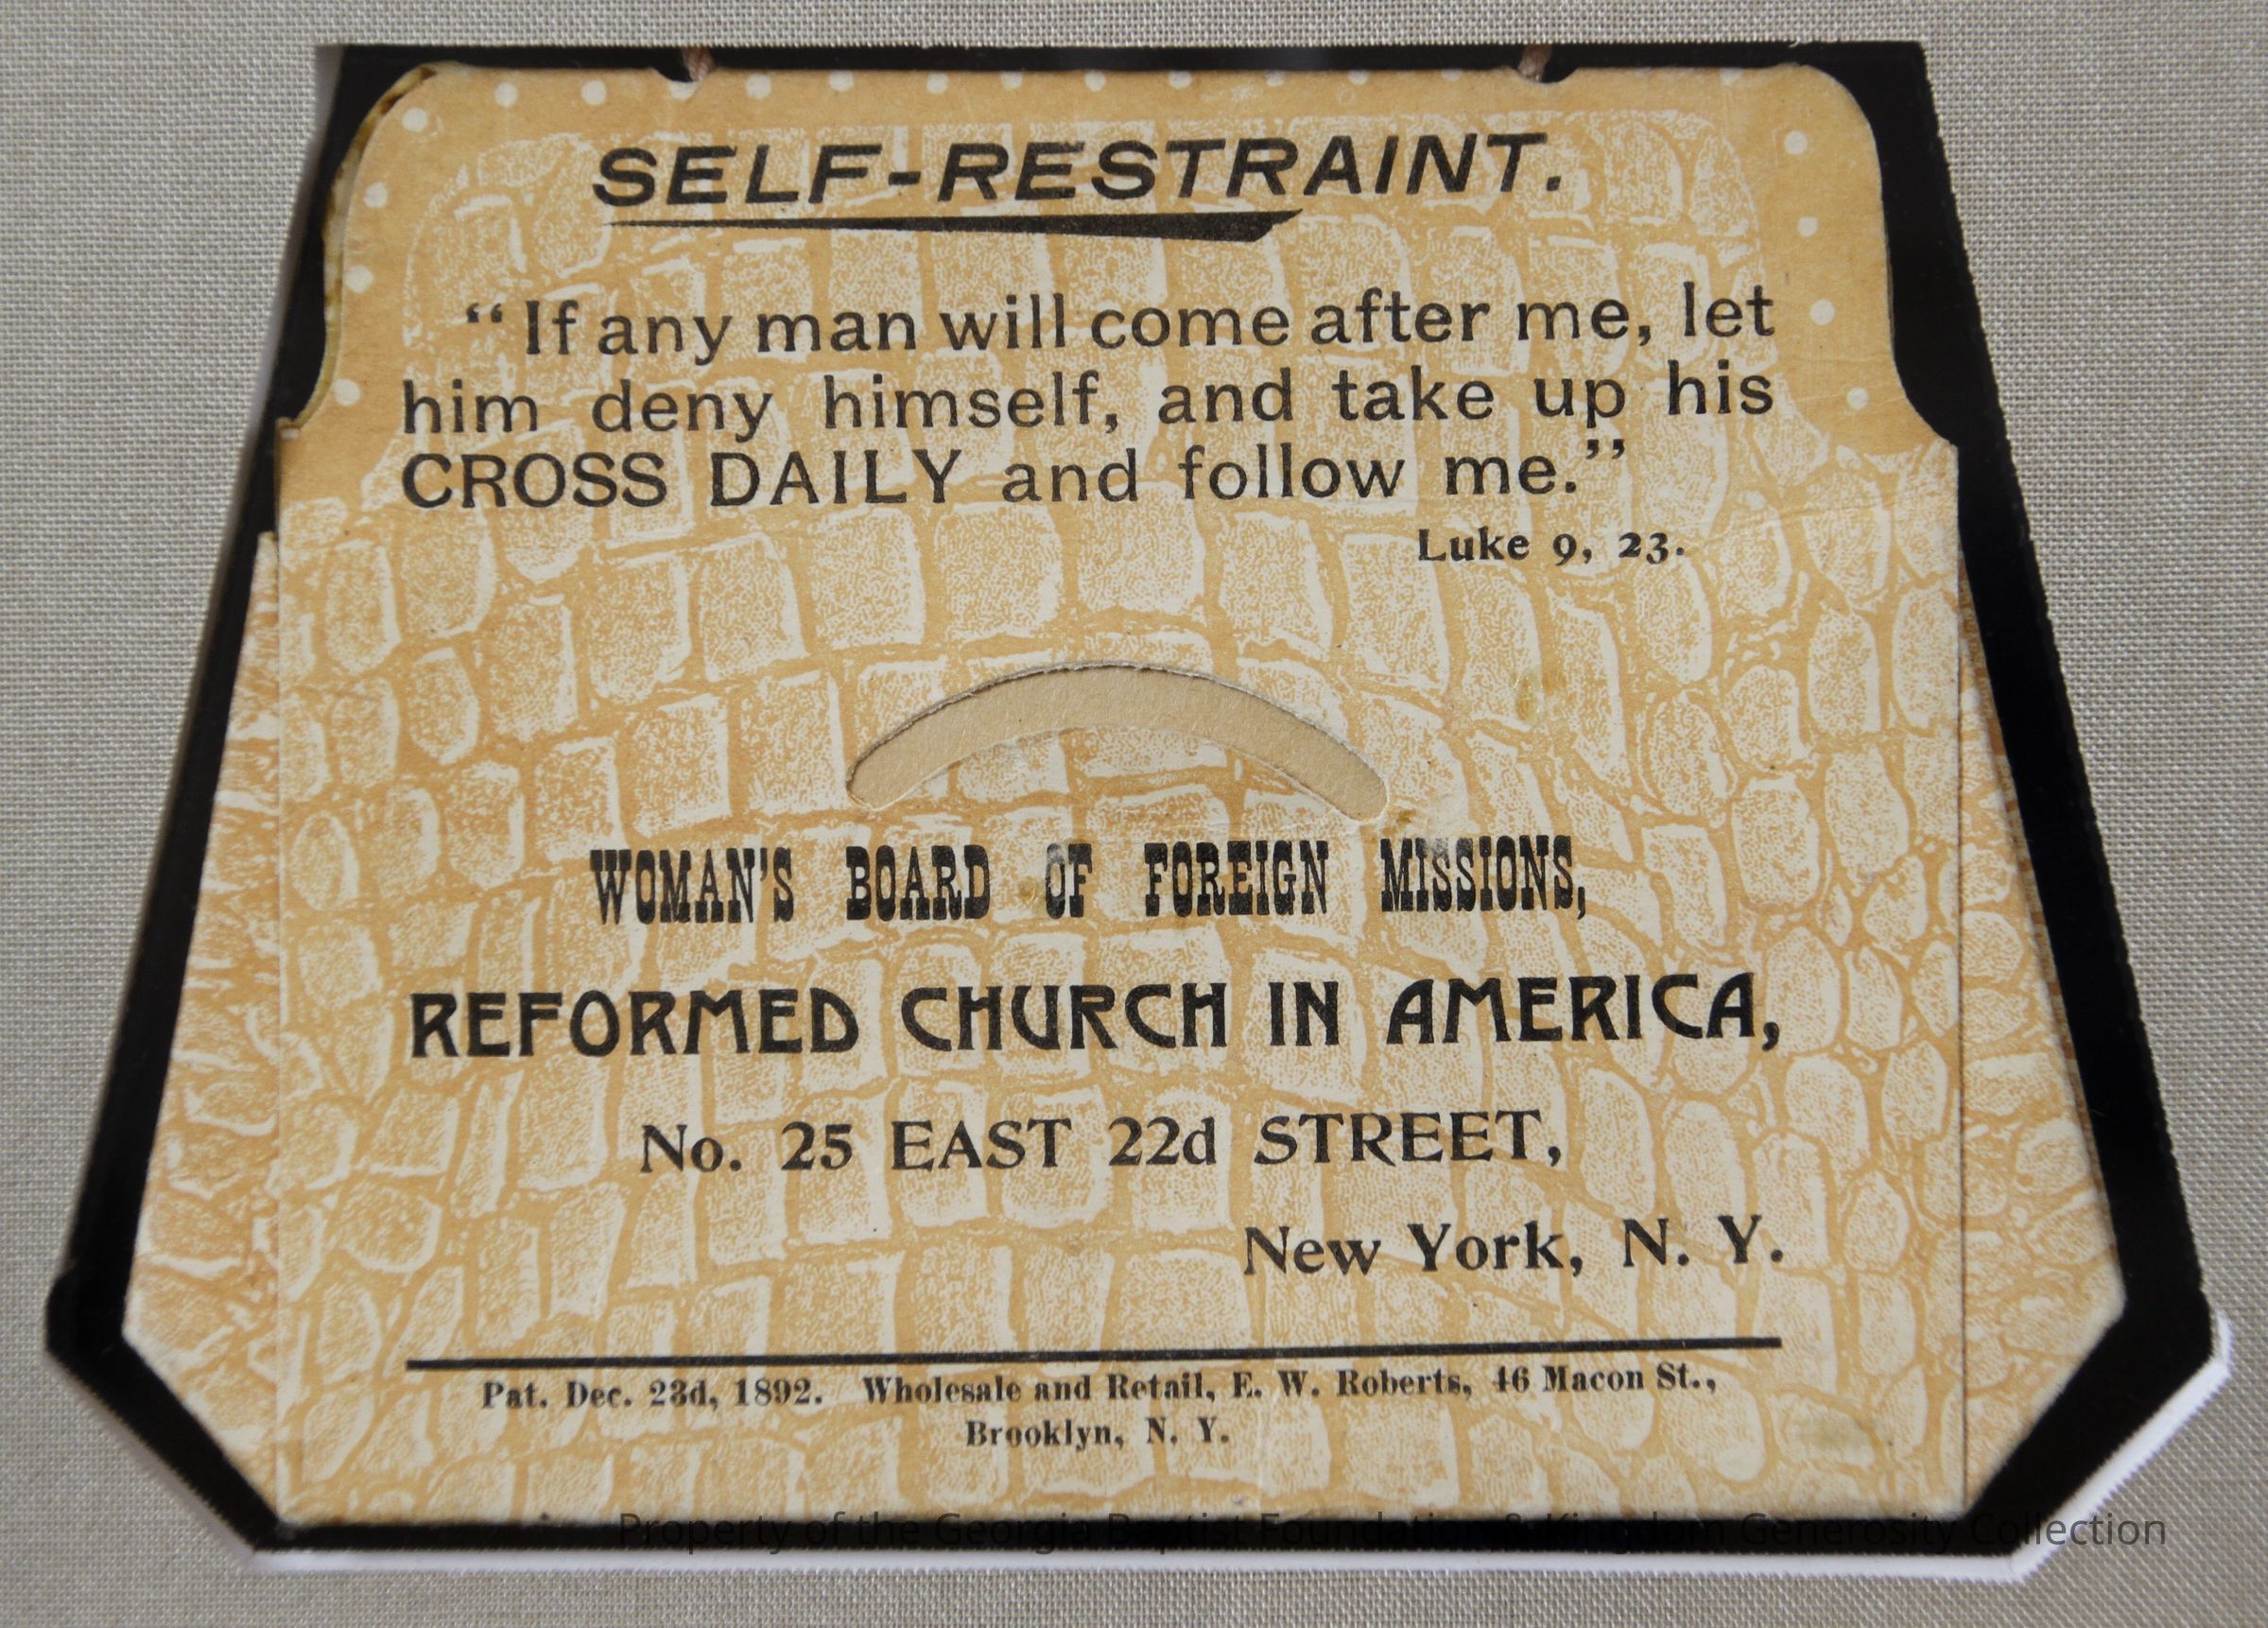 SELF-RESTRAINT.
“If any man will come after me, let
him deny himself, and take up his
CROSS DAILY and follow me.”
Luke 9, 23.
WOMAN'S BOARD OF FOREIGN MISSIONS,
REFORMED CHURCH IN AMERICA,
No. 25 EAST 22d STREET,
New York, N. Y.
Pat. Dec. 23d, 1892. Wholesale and Retail, E. W. Roberts, 46 Macon St.,
Brooklyn, N. Y.
Property of the Georgia Baptist Foundation & Kingdom Generosity Collection